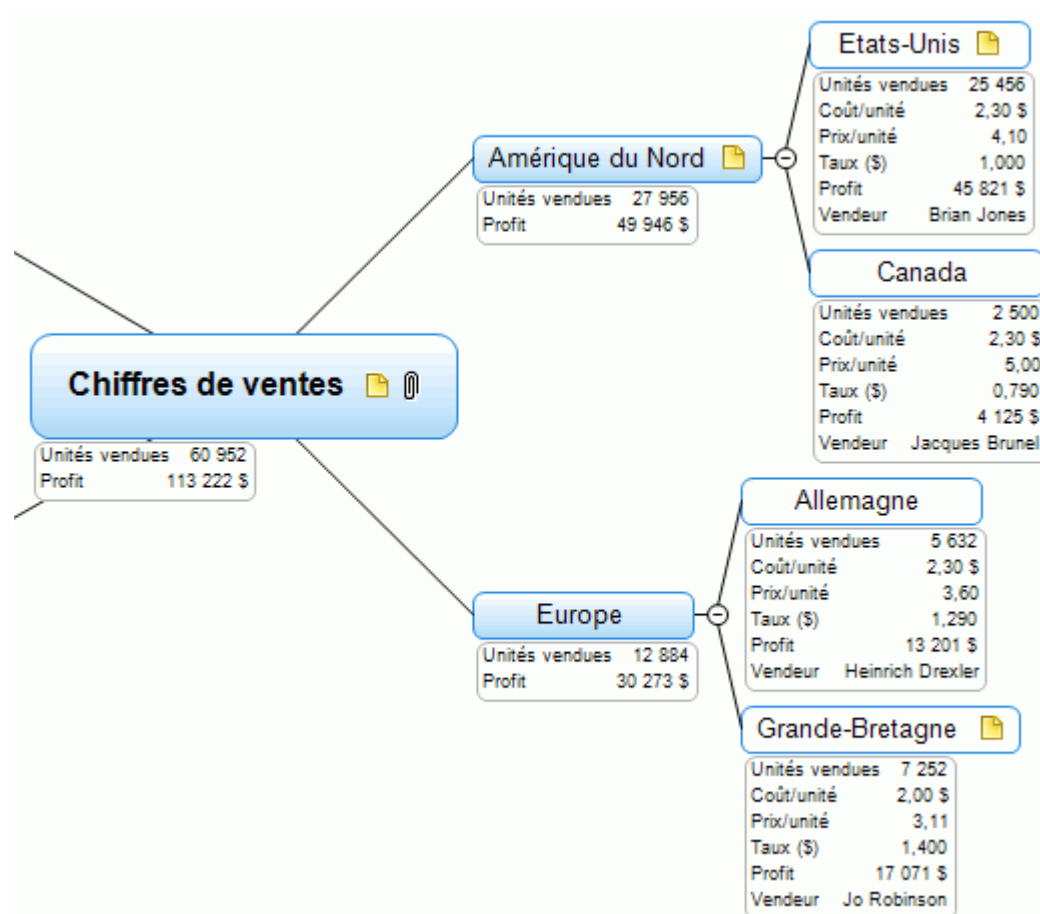 Etats-Unis
Unités vendues 25 456
Coût/unité 2,30 $
Prix/unité 4,10
Taux ($) 1,000
Profit 45 821 $
Vendeur Brian Jones
Amérique du Nord
Unités vendues 27 956
Profit 49 946 $
Canada
Unités vendues 2 500
Coût/unité 2,30 $
Prix/unité 5,00
Taux ($) 0,790
Profit 4 125 $
Vendeur Jacques Brunel
Chiffres de ventes
Unités vendues 60 952
Profit 113 222 $
Allemagne
Unités vendues 5 632
Coût/unité 2,30 $
Prix/unité 3,60
Taux ($) 1,290
Profit 13 201 $
Vendeur Heinrich Drexler
Europe
Unités vendues 12 884
Profit 30 273 $
Grande-Bretagne
Unités vendues 7 252
Coût/unité 2,00 $
Prix/unité 3,11
Taux ($) 1,400
Profit 17 071 $
Vendeur Jo Robinson